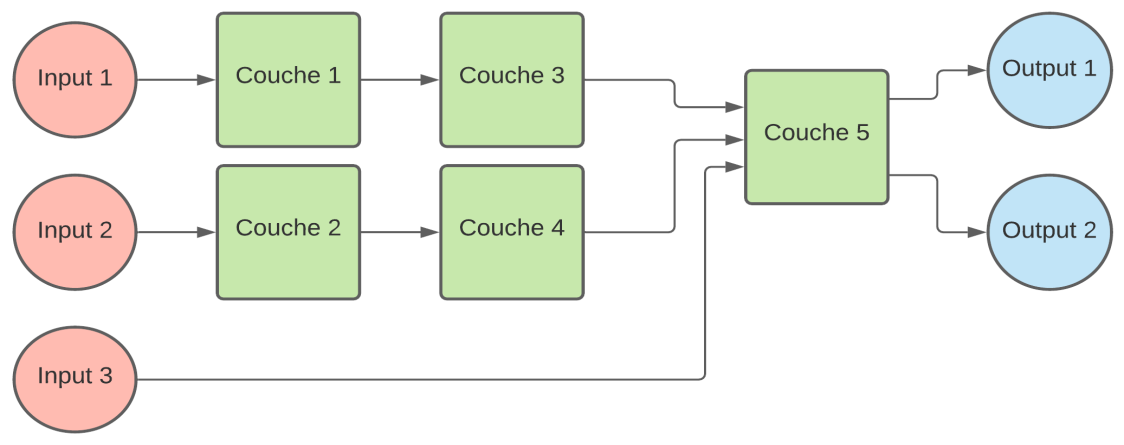 Input 1
Couche 1
Couche 3
Couche 5
Output 1
Input 2
Couche 2
Couche 4
Output 2
Input 3